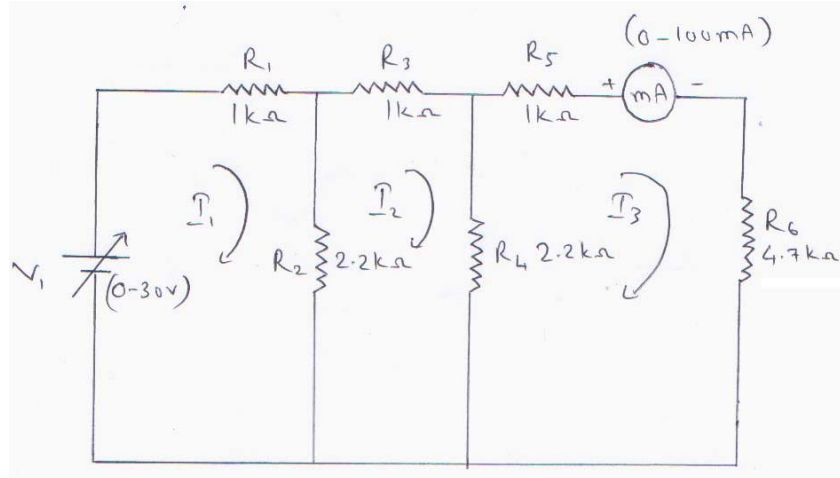 (0-100mA)
R1 R3 R5
+ mA -
1kΩ 1kΩ 1kΩ
I1 I2 I3
R2 2.2kΩ R4 2.2kΩ R6
4.7kΩ
V1 (0-30V)